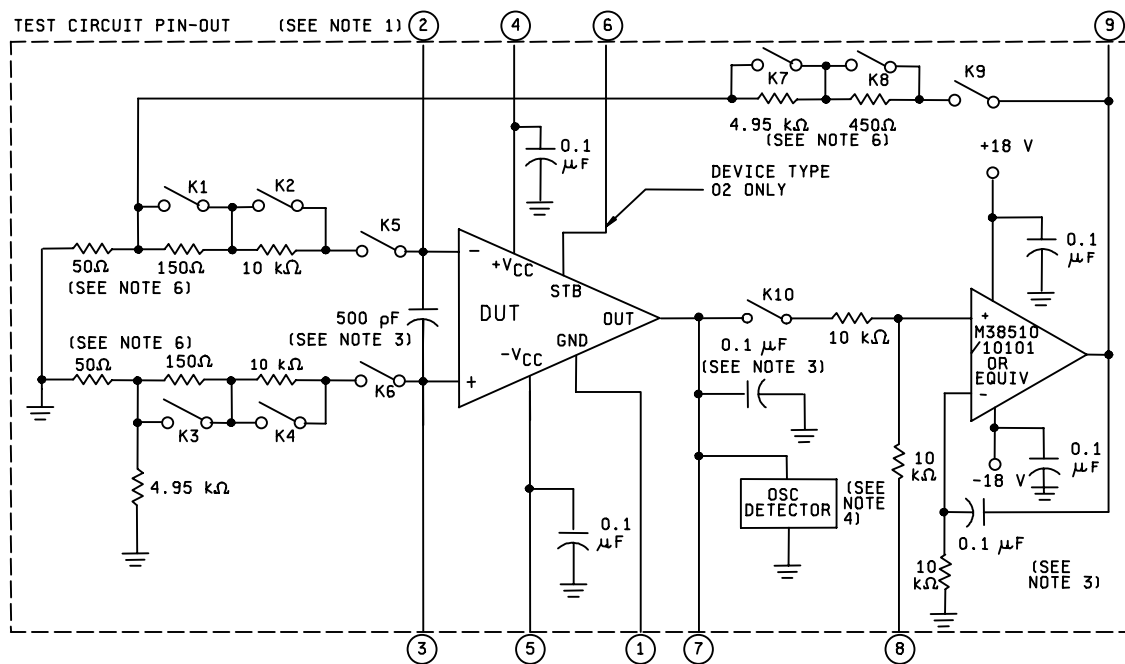 TEST CIRCUIT PIN-OUT (SEE NOTE 1) 2 4 6 9
K7 K8 K9
4.95 kΩ 450Ω
(SEE NOTE 6)
0.1
μF
+18 V
DEVICE TYPE
02 ONLY
K1 K2
K5
50Ω 150Ω 10 kΩ
(SEE NOTE 6)
0.1
μF
−
+VCC
STB
K10
500 pF
(SEE NOTE 3)
DUT
OUT
GND
−VCC
+
10 kΩ
0.1 μF
(SEE NOTE 3)
+
M38510
/10101
OR
EQUIV
−
(SEE NOTE 6)
50Ω 150Ω 10 kΩ
K6
K3 K4
4.95 kΩ
10
kΩ
-18 V
0.1
μF
OSC
DETECTOR
(SEE
NOTE
4)
0.1
μF
0.1 μF
10
kΩ
(SEE
NOTE 3)
3 5 1 7 8